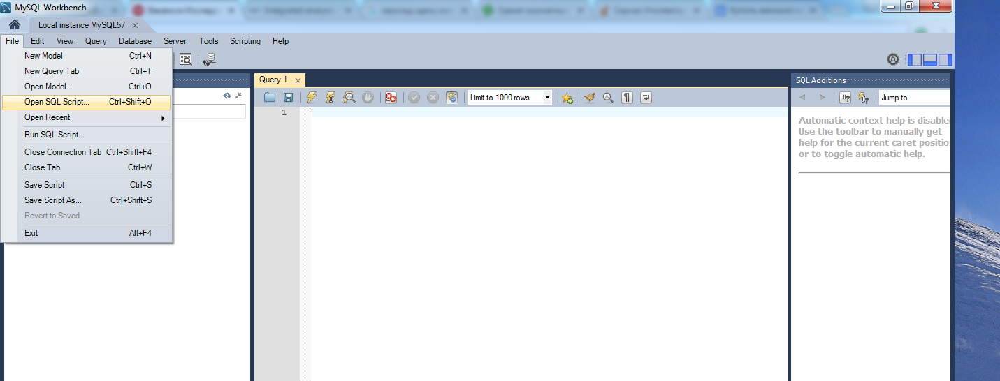 MySQL Workbench
Local instance MySQL57
File Edit View Query Database Server Tools Scripting Help
New Model Ctrl+N
New Query Tab Ctrl+T
Open Model... Ctrl+O
Open SQL Script... Ctrl+Shift+O
Open Recent
Run SQL Script...
Close Connection Tab Ctrl+Shift+F4
Close Tab Ctrl+W
Save Script Ctrl+S
Save Script As... Ctrl+Shift+S
Revert to Saved
Exit Alt+F4
Query 1
Limit to 1000 rows
1
SQL Additions
Jump to
Automatic context help is disabled
Use the toolbar to manually get
help for the current caret position
or to toggle automatic help.